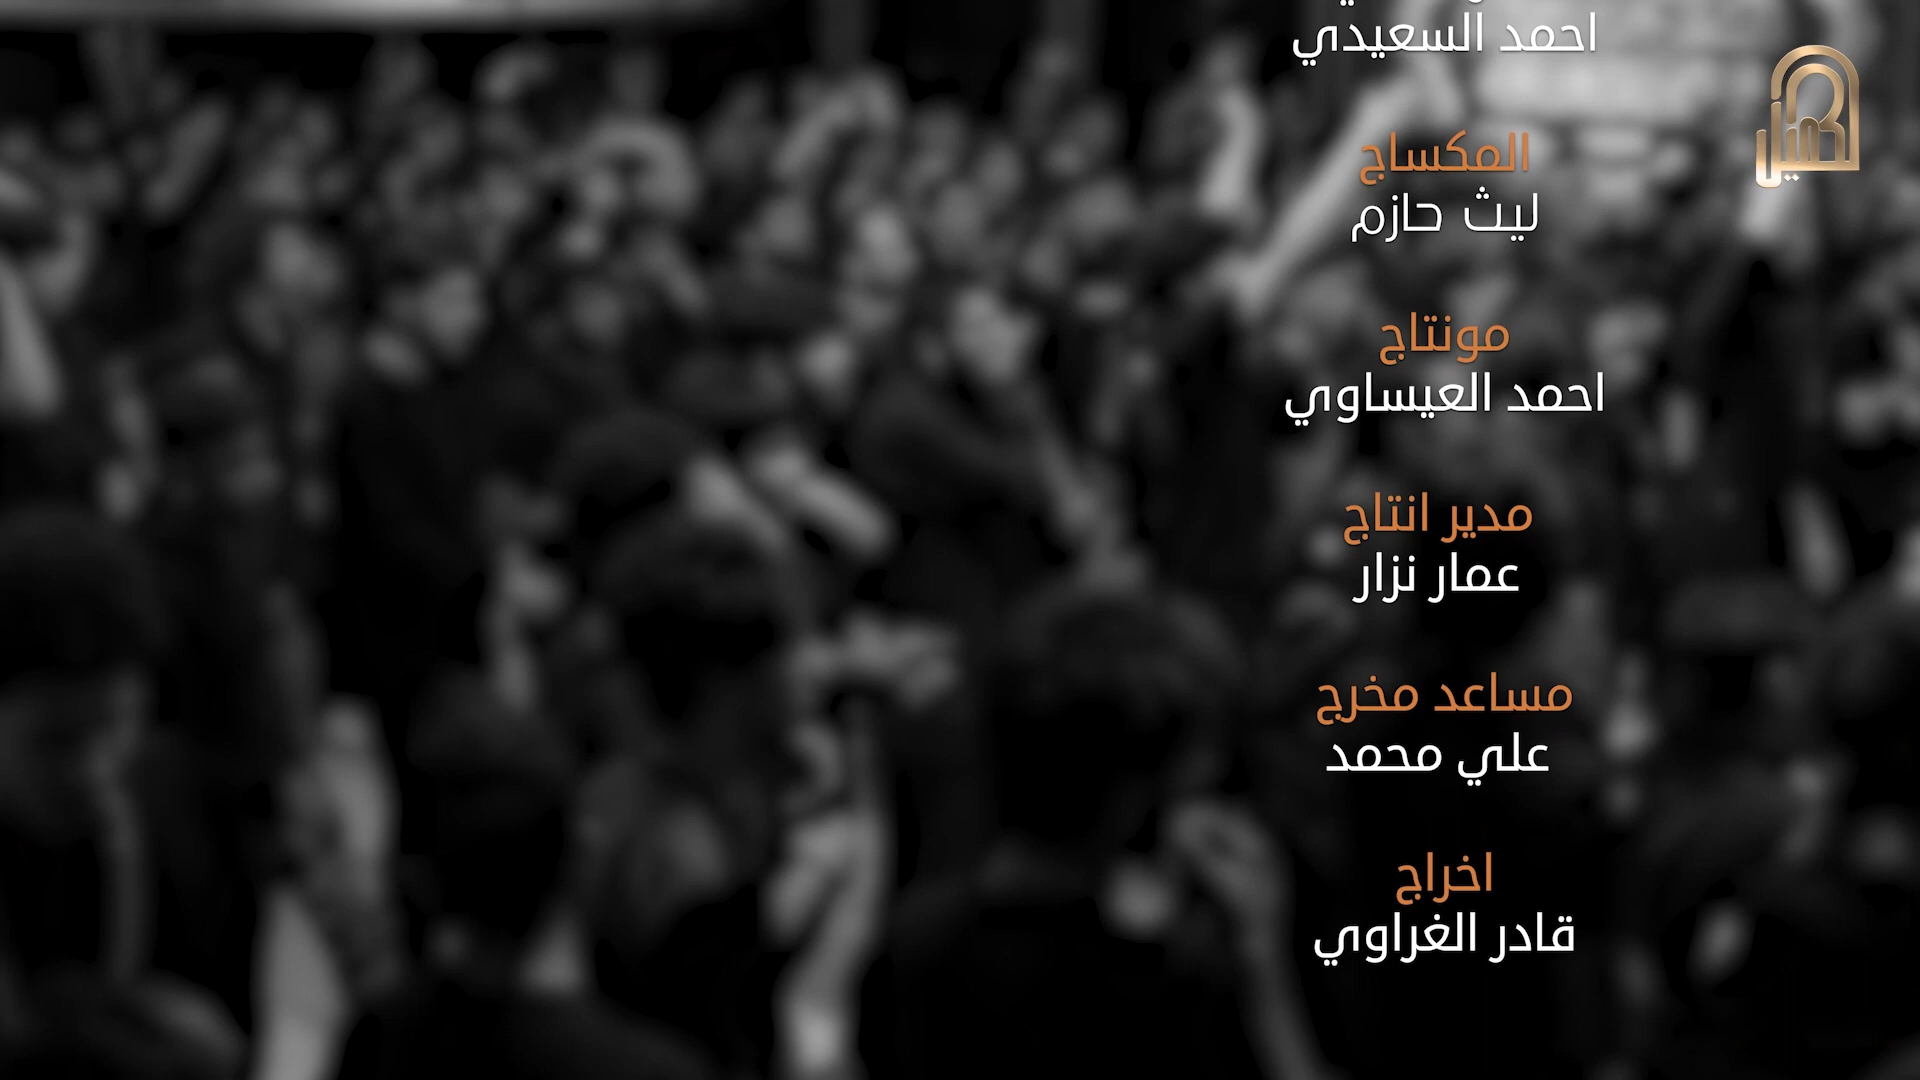 احمد السعيدي
المكساج
ليث حازم
مونتاج
احمد العيساوي
مدير انتاج
عمار نزار
مساعد مخرج
علي محمد
اخراج
قادر الغراوي